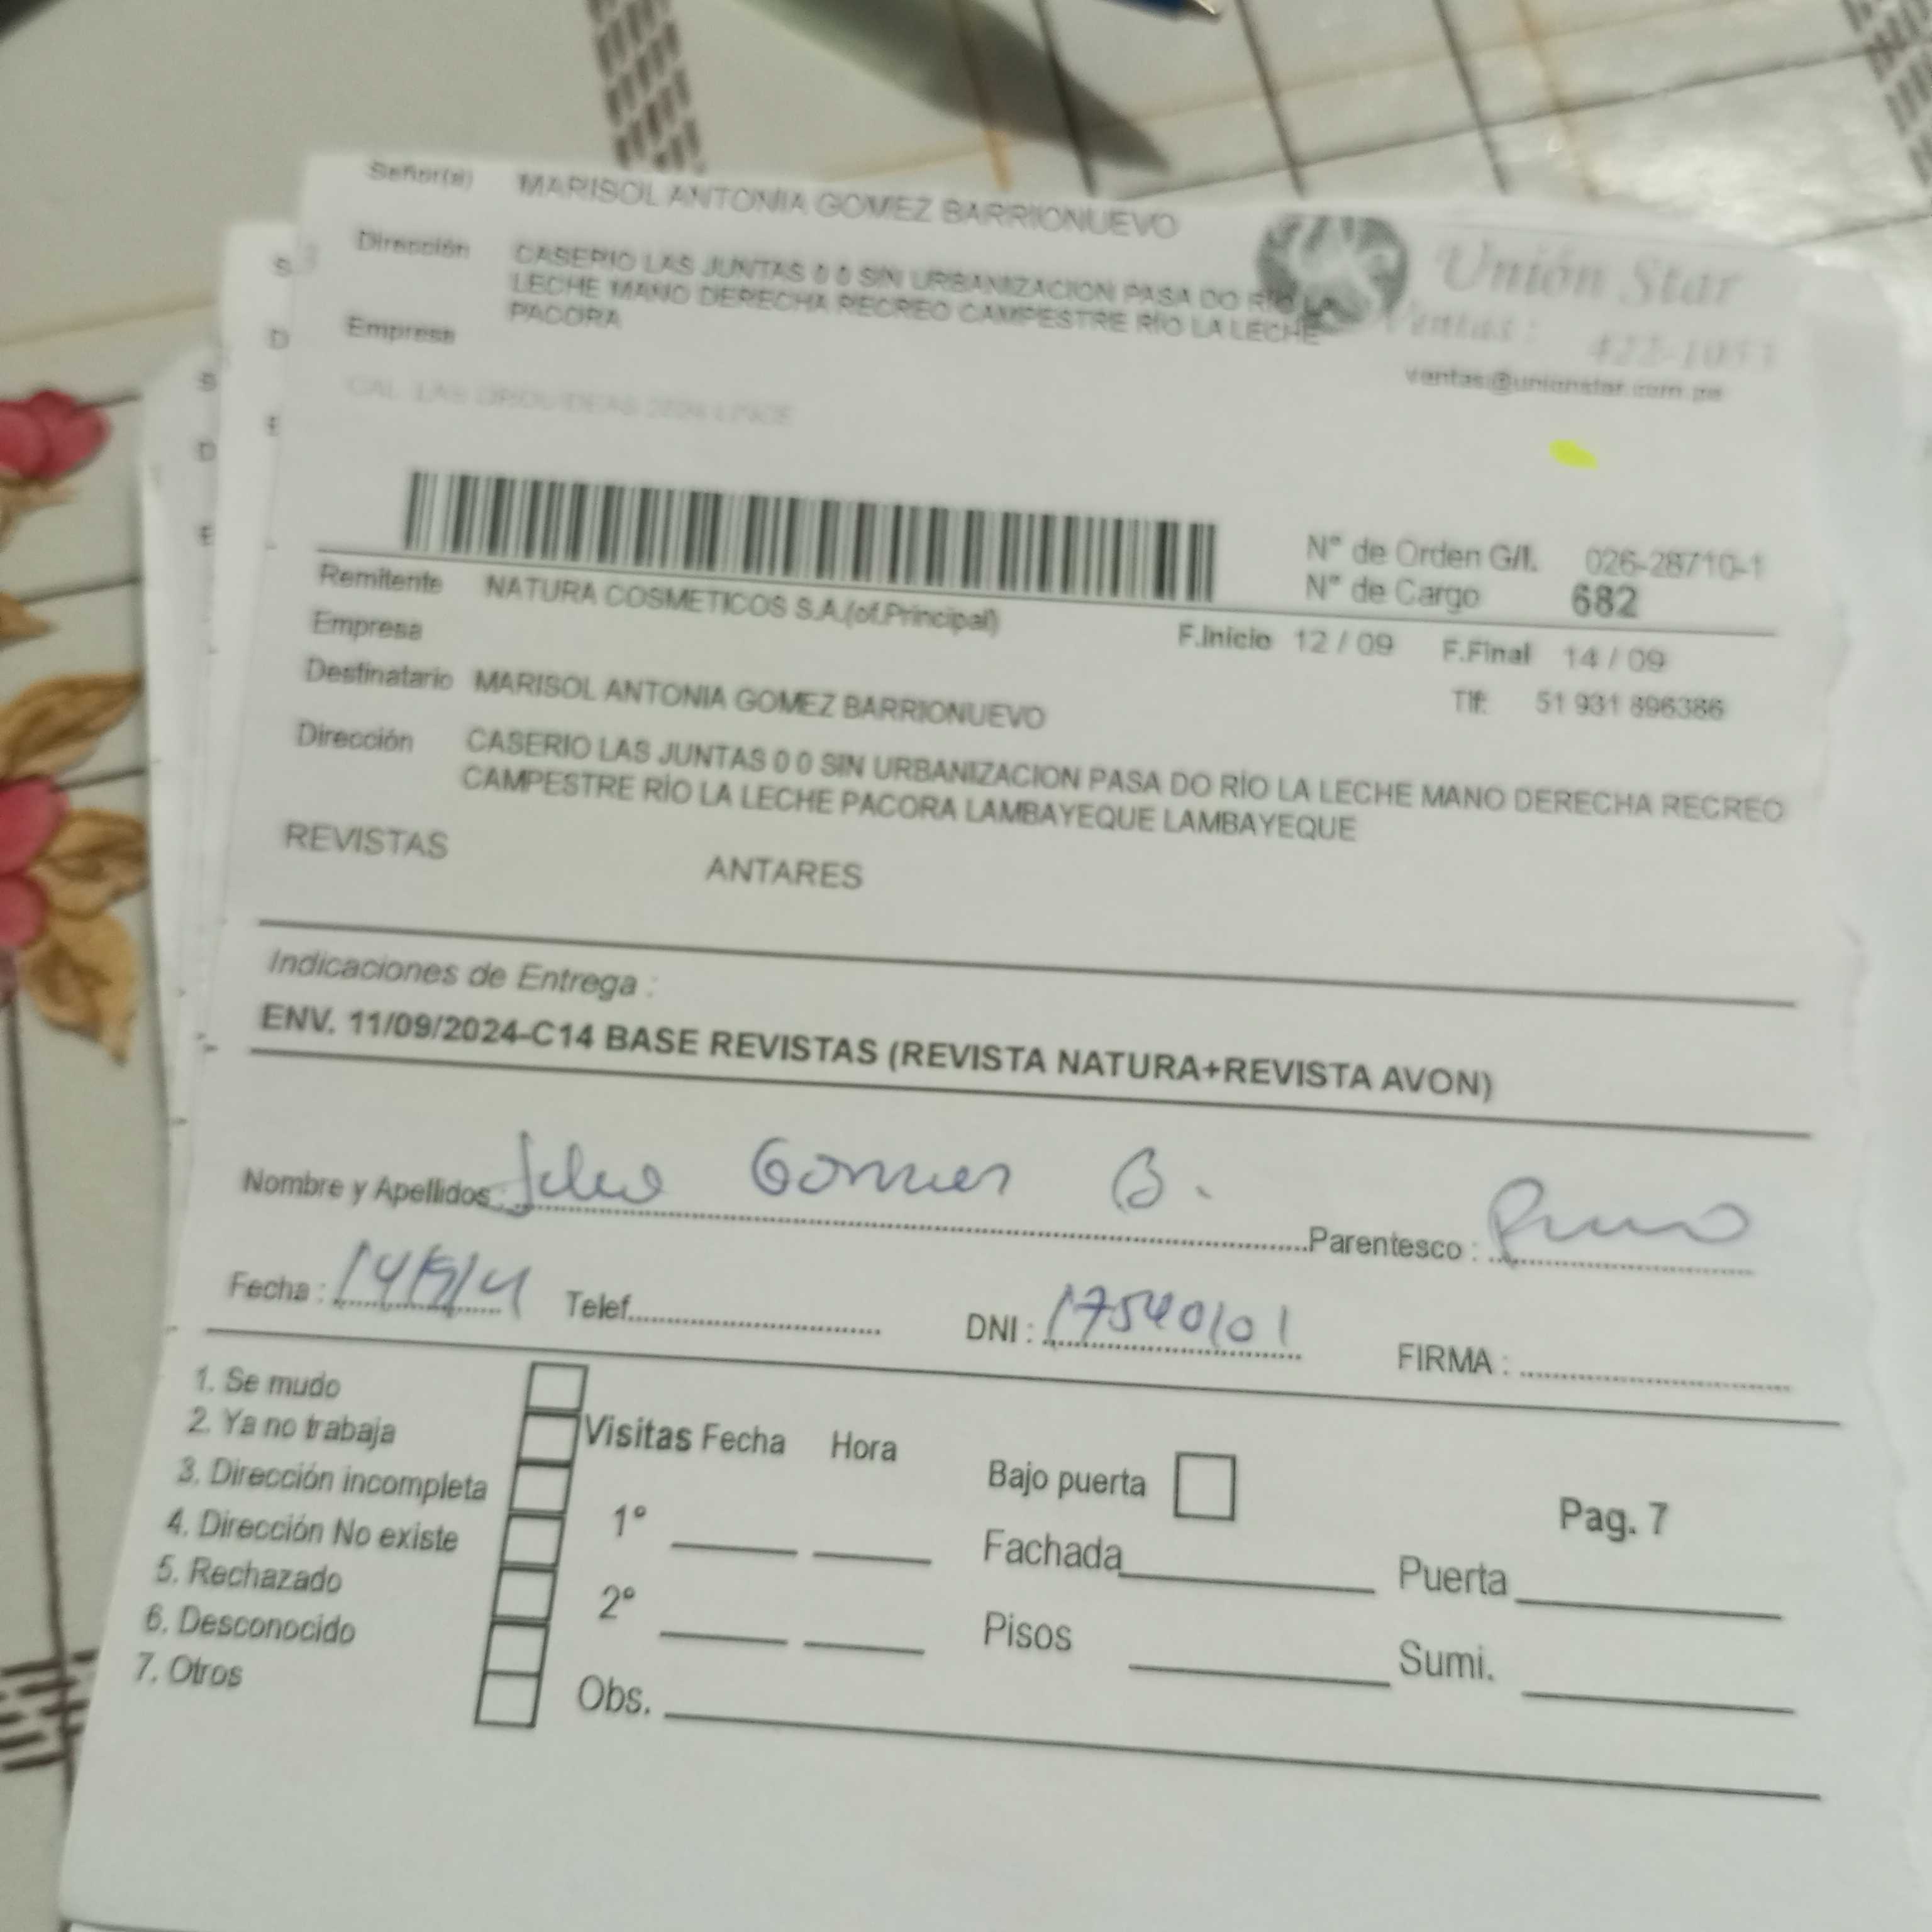 Señor(s) MARISOL ANTONIA GOMEZ BARRIONUEVO
Dirección CASERIO LAS JUNTAS 0 0 SIN URBANIZACION PASA DO RÍO LA
LECHE MANO DERECHA RECREO CAMPESTRE RÍO LA LECHE
PACORA
Empresa
Unión Star
Ventas: 422-1053
ventas@unionstar.com.pe
N° de Orden G/I. 026-28710-1
N° de Cargo 682
Remitente NATURA COSMETICOS S.A.(of.Principal)
Empresa
F.Inicio 12 / 09 F.Final 14 / 09
Destinatario MARISOL ANTONIA GOMEZ BARRIONUEVO
Tlf: 51 931 896386
Dirección CASERIO LAS JUNTAS 0 0 SIN URBANIZACION PASA DO RÍO LA LECHE MANO DERECHA RECREO
CAMPESTRE RÍO LA LECHE PACORA LAMBAYEQUE LAMBAYEQUE
REVISTAS ANTARES
Indicaciones de Entrega :
ENV. 11/09/2024-C14 BASE REVISTAS (REVISTA NATURA+REVISTA AVON)
Nombre y Apellidos : Gomez B. Parentesco :
Fecha : Telef. DNI : 17540101 FIRMA :
1. Se mudo
2. Ya no trabaja
3. Dirección incompleta
4. Dirección No existe
5. Rechazado
6. Desconocido
7. Otros
Visitas Fecha Hora
1°
2°
Obs.
Bajo puerta
Fachada
Pisos
Pag. 7
Puerta
Sumi.